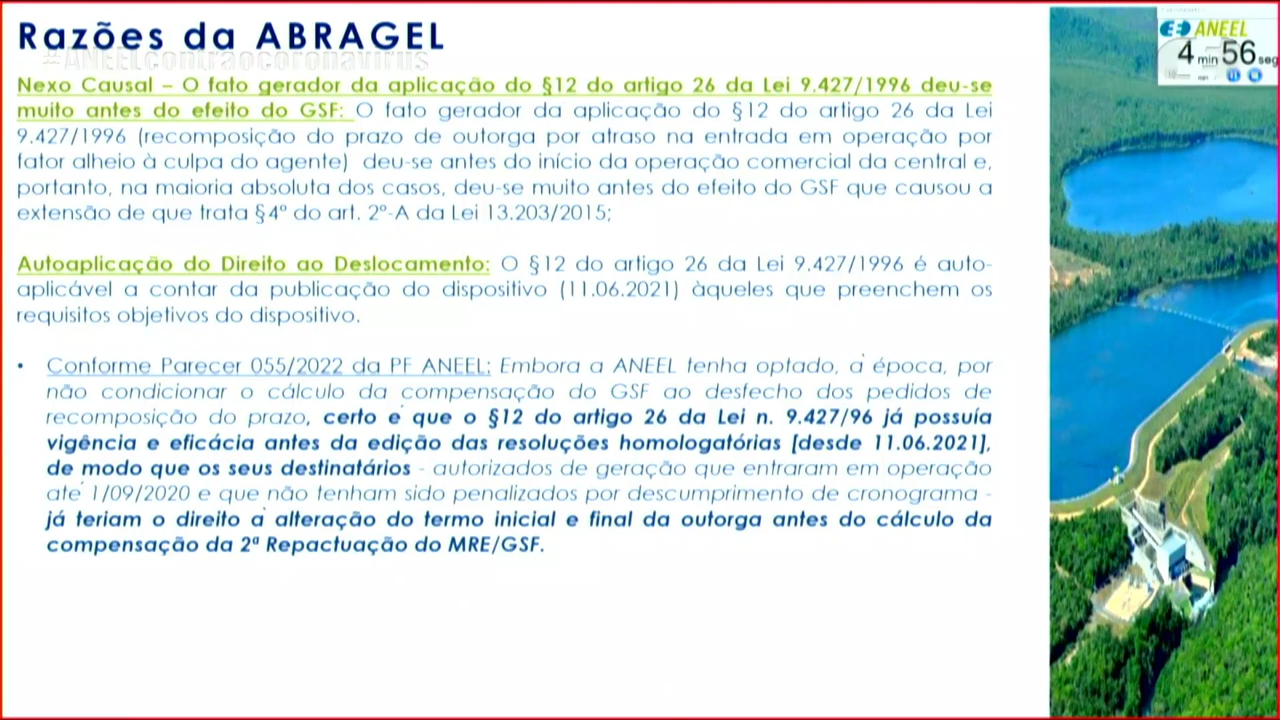 Razões da ABRAGEL
#ANEELcontraocoronavírus
Nexo Causal – O fato gerador da aplicação do §12 do artigo 26 da Lei 9.427/1996 deu-se
muito antes do efeito do GSF: O fato gerador da aplicação do §12 do artigo 26 da Lei
9.427/1996 (recomposição do prazo de outorga por atraso na entrada em operação por
fator alheio à culpa do agente) deu-se antes do início da operação comercial da central e,
portanto, na maioria absoluta dos casos, deu-se muito antes do efeito do GSF que causou a
extensão de que trata §4º do art. 2º-A da Lei 13.203/2015;
Autoaplicação do Direito ao Deslocamento: O §12 do artigo 26 da Lei 9.427/1996 é auto-
aplicável a contar da publicação do dispositivo (11.06.2021) àqueles que preenchem os
requisitos objetivos do dispositivo.
• Conforme Parecer 055/2022 da PF ANEEL: Embora a ANEEL tenha optado, à época, por
não condicionar o cálculo da compensação do GSF ao desfecho dos pedidos de
recomposição do prazo, certo é que o §12 do artigo 26 da Lei n. 9.427/96 já possuía
vigência e eficácia antes da edição das resoluções homologatórias [desde 11.06.2021],
de modo que os seus destinatários - autorizados de geração que entraram em operação
até 1/09/2020 e que não tenham sido penalizados por descumprimento de cronograma -
já teriam o direito à alteração do termo inicial e final da outorga antes do cálculo da
compensação da 2ª Repactuação do MRE/GSF.
ANEEL
4 min 56 seg